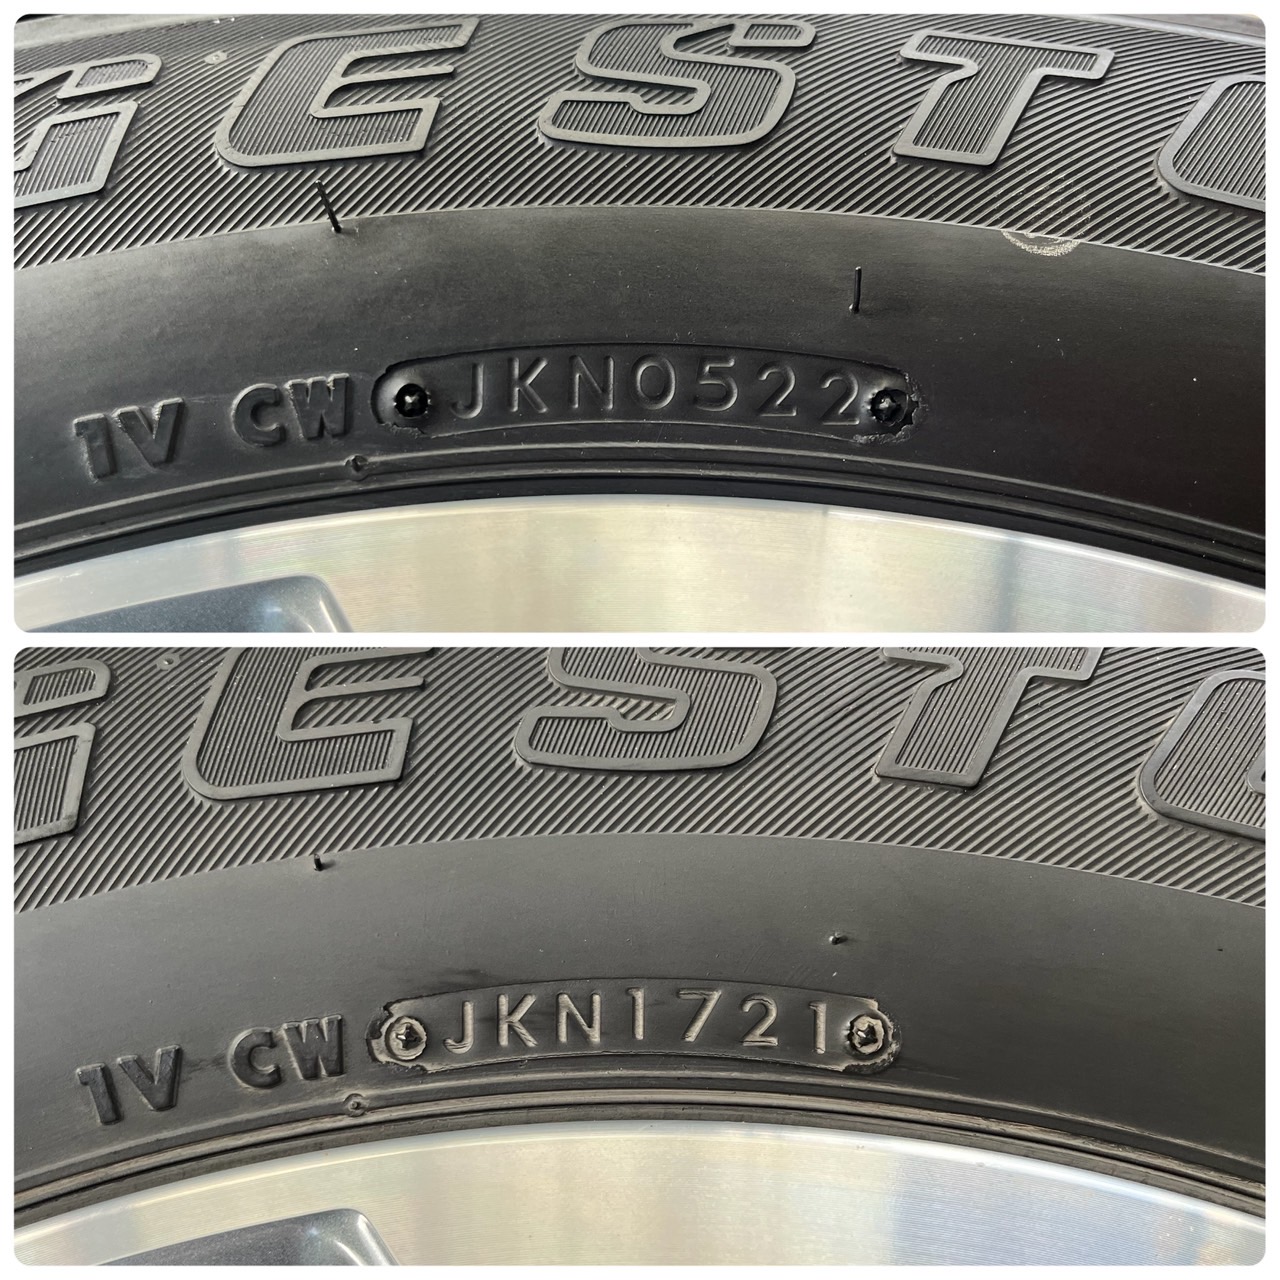 GESTO
1V CW JKN0522
GESTO
1V CW JKN1721